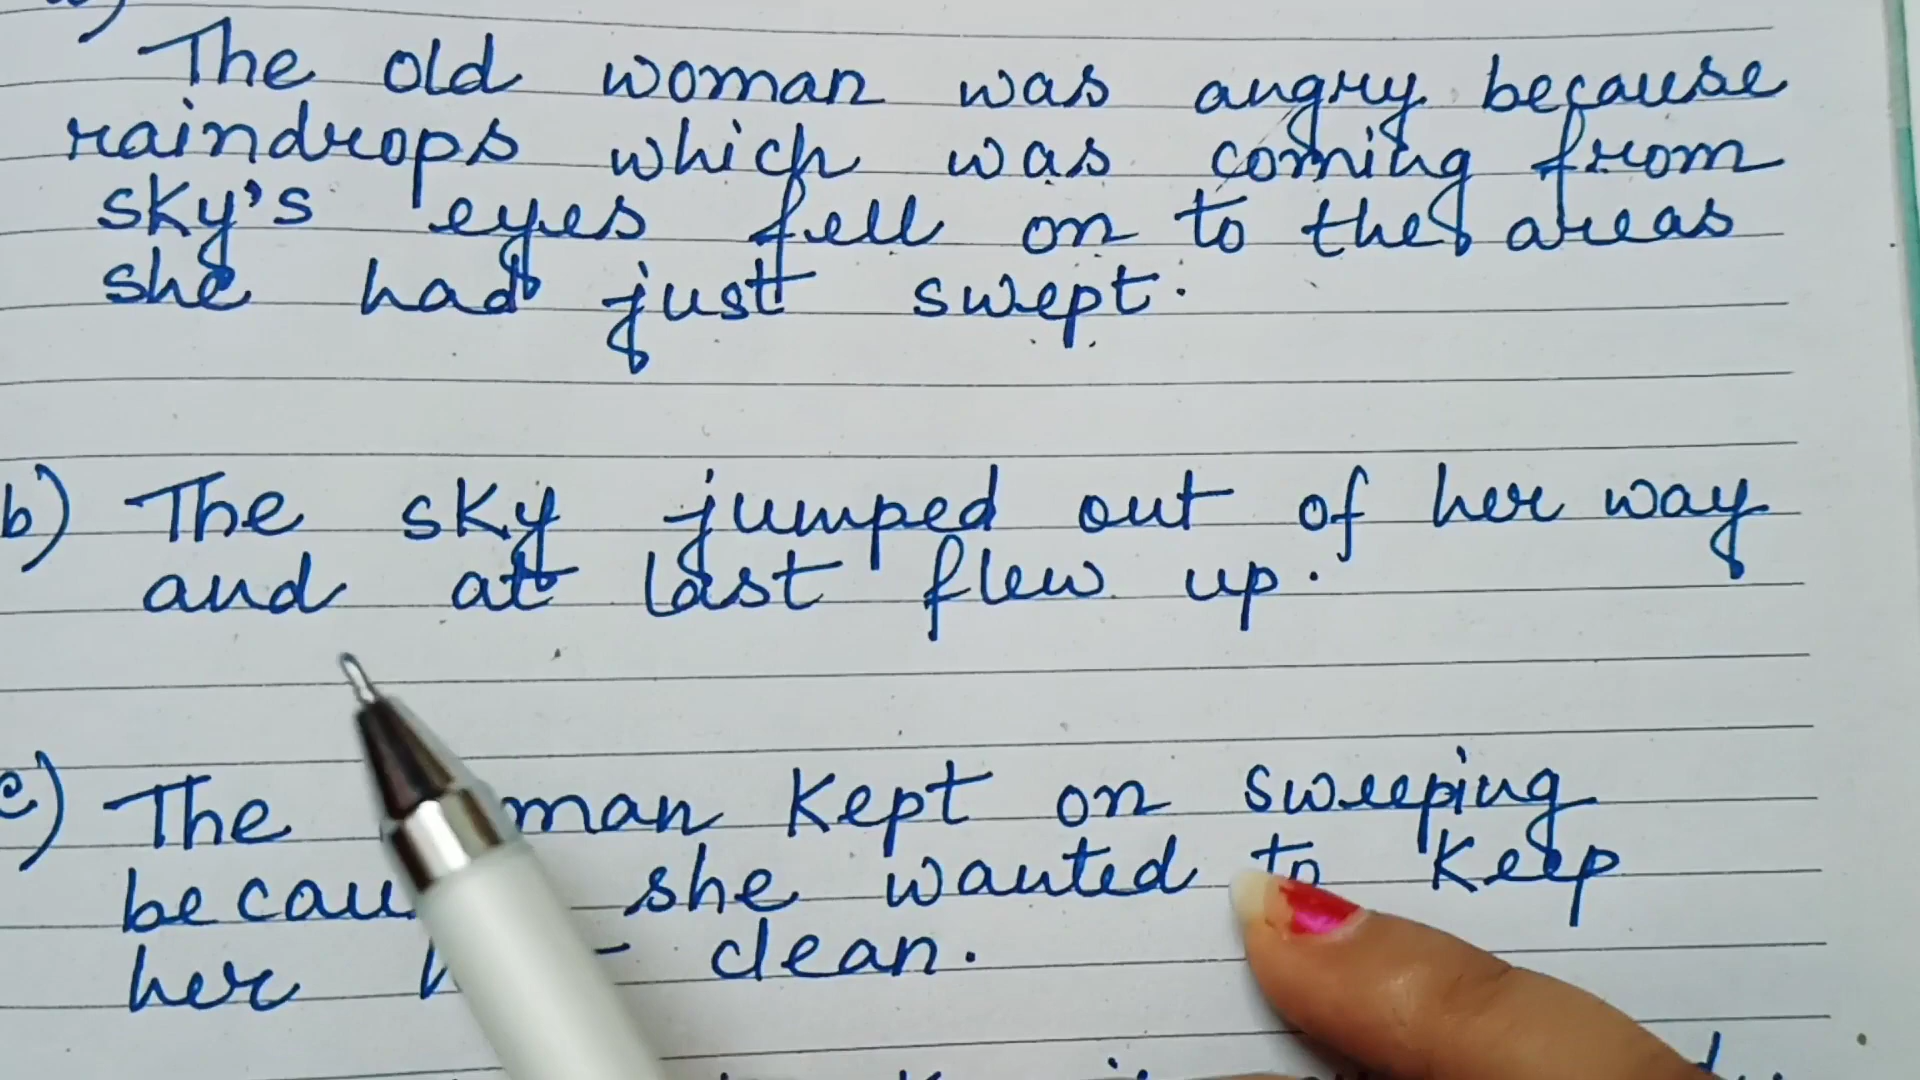 The old woman was angry because
raindrops which was coming from
sky's eyes fell on to the areas
she had just swept.
b) The sky jumped out of her way
and at last flew up.
c) The man kept on sweeping
she wanted to keep
her clean.